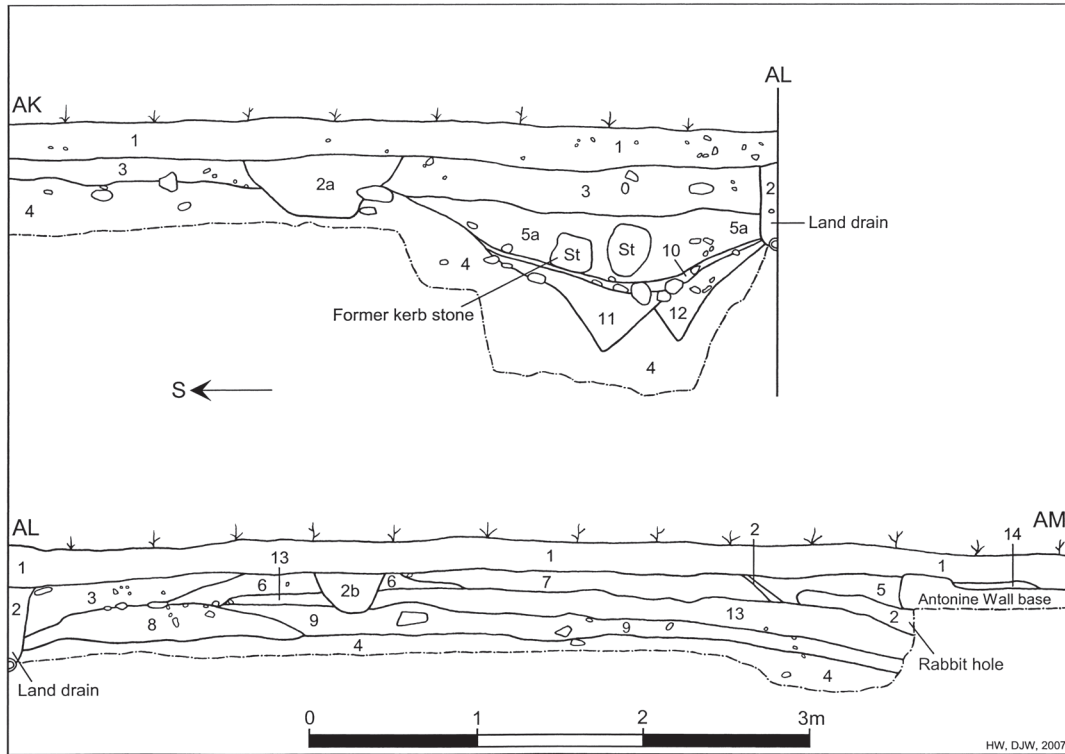 AK
AL
1
1
3
2a
3
0
2
4
5a
5a
Land drain
St
St
10
4
Former kerb stone
11
12
4
S
AL
AM
1
13
1
2
14
1
6
2b
6
7
5
2
3
Antonine Wall base
13
2
8
9
9
4
Rabbit hole
4
Land drain
0
1
2
3m
HW, DJW, 2007